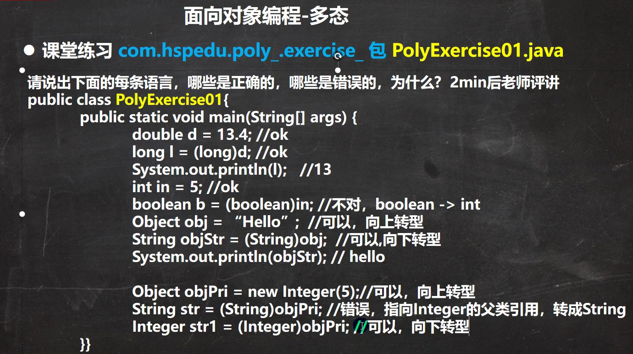 面向对象编程-多态
● 课堂练习 com.hspedu.poly_.exercise_ 包 PolyExercise01.java
请说出下面的每条语言，哪些是正确的，哪些是错误的，为什么？2min后老师评讲
public class PolyExercise01{
public static void main(String[] args) {
double d = 13.4; //ok
long l = (long)d; //ok
System.out.println(l); //13
int in = 5; //ok
boolean b = (boolean)in; //不对，boolean -> int
Object obj = “Hello”; //可以，向上转型
String objStr = (String)obj; //可以,向下转型
System.out.println(objStr); // hello
Object objPri = new Integer(5);//可以，向上转型
String str = (String)objPri; //错误，指向Integer的父类引用，转成String
Integer str1 = (Integer)objPri; //可以，向下转型
}}